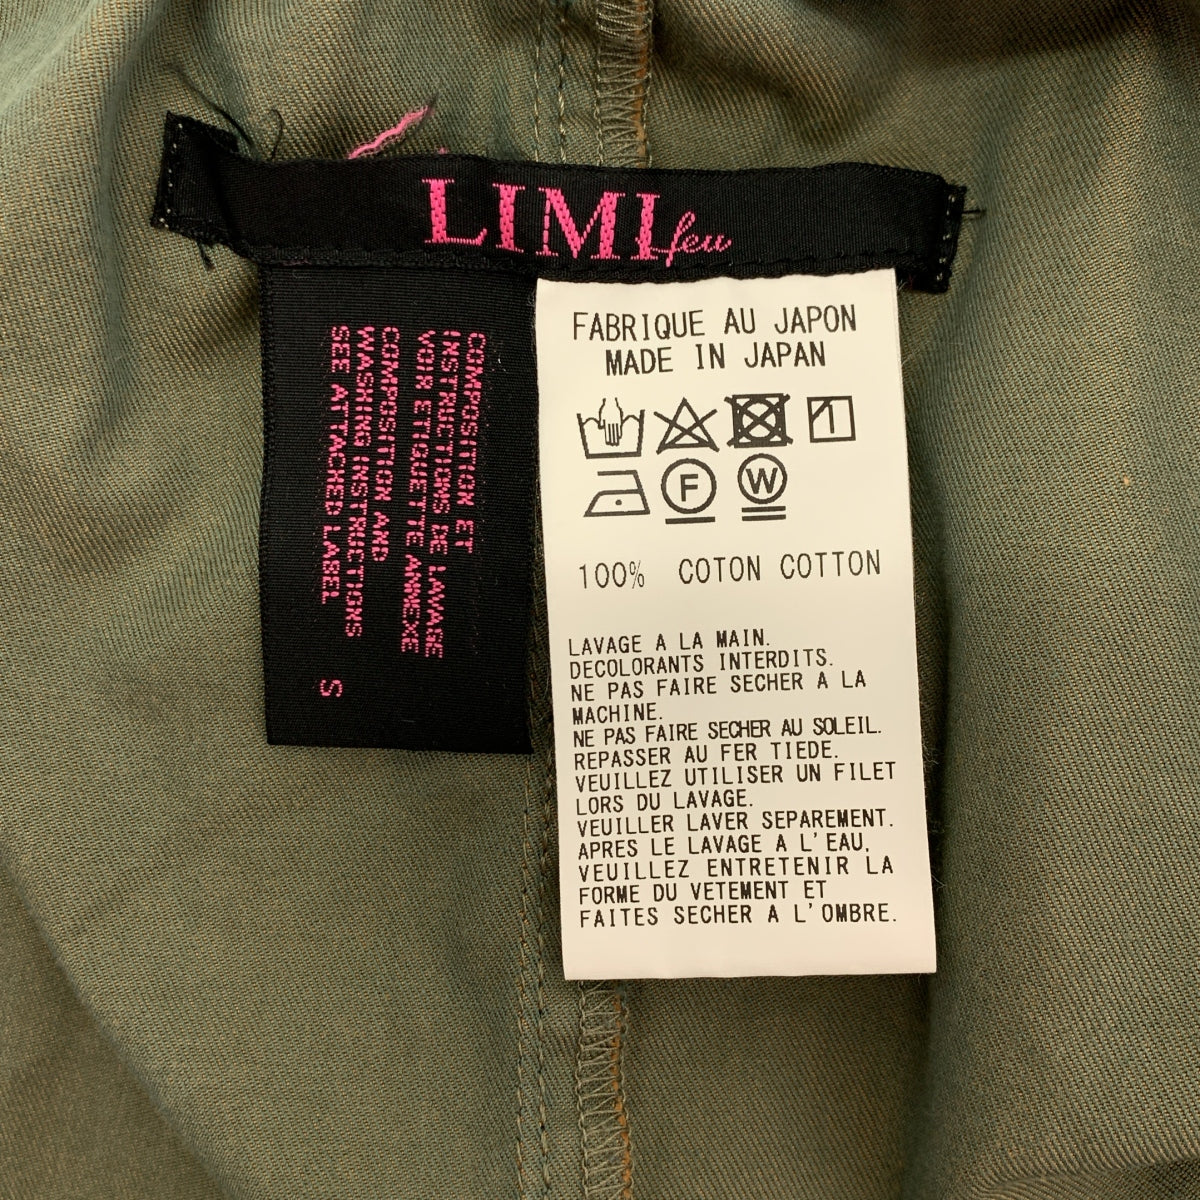 LIMI feu
COMPOSITION ET
INSTRUCTIONS DE LAVAGE
VOIR ETIQUETTE ANNEXE
COMPOSITION AND
WASHING INSTRUCTIONS
SEE ATTACHED LABEL
S
FABRIQUE AU JAPON
MADE IN JAPAN
F
W
100% COTON COTTON
LAVAGE A LA MAIN.
DECOLORANTS INTERDITS.
NE PAS FAIRE SECHER A LA
MACHINE.
NE PAS FAIRE SECHER AU SOLEIL.
REPASSER AU FER TIEDE.
VEUILLEZ UTILISER UN FILET
LORS DU LAVAGE.
VEUILLER LAVER SEPAREMENT.
APRES LE LAVAGE A L'EAU,
VEUILLEZ ENTRETENIR LA
FORME DU VETEMENT ET
FAITES SECHER A L'OMBRE.